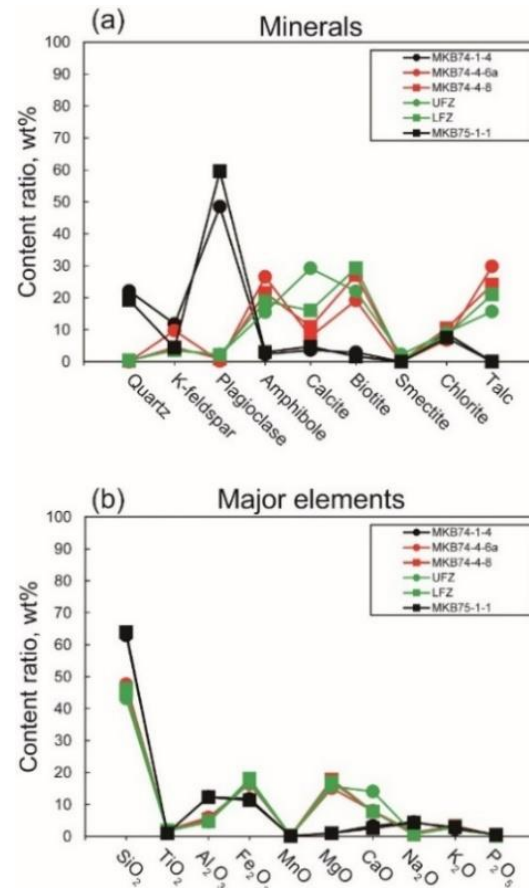 (a) Minerals
MKB74-1-4
MKB74-4-6a
MKB74-4-8
UFZ
LFZ
MKB75-1-1
100
90
80
70
60
50
40
30
20
10
0
Content ratio, wt%
Quartz
K-feldspar
Plagioclase
Amphibole
Calcite
Biotite
Smectite
Chlorite
Talc
(b) Major elements
MKB74-1-4
MKB74-4-6a
MKB74-4-8
UFZ
LFZ
MKB75-1-1
100
90
80
70
60
50
40
30
20
10
0
Content ratio, wt%
SiO₂
TiO₂
Al₂O₃
Fe₂O₃
MnO
MgO
CaO
Na₂O
K₂O
P₂O₅